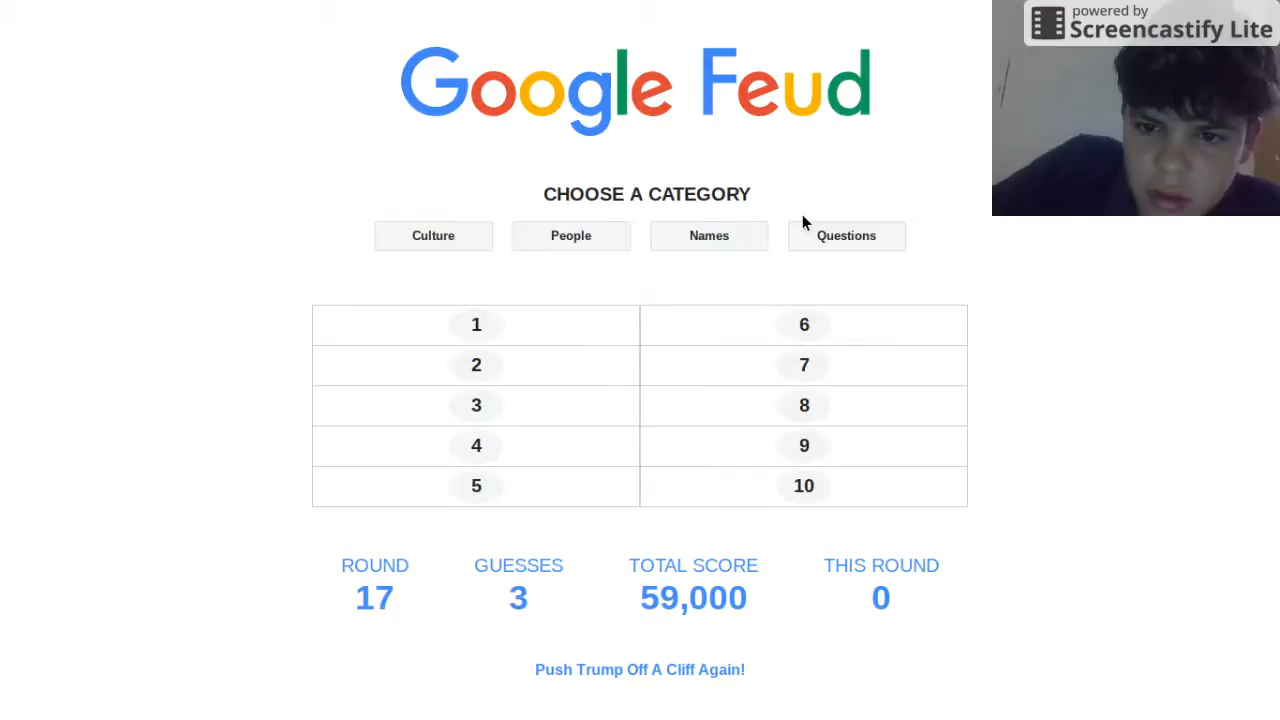 powered by
Screencastify Lite
Google Feud
CHOOSE A CATEGORY
Culture People Names Questions
1 6
2 7
3 8
4 9
5 10
ROUND GUESSES TOTAL SCORE THIS ROUND
17 3 59,000 0
Push Trump Off A Cliff Again!